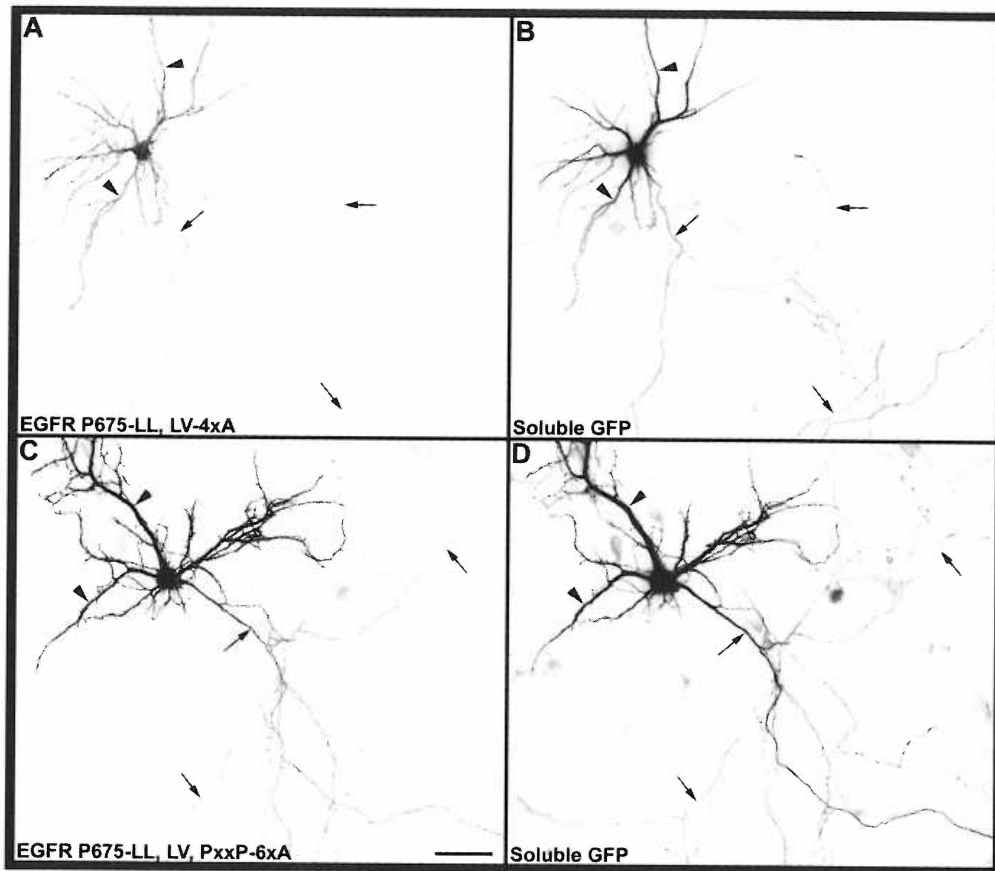 A
B
EGFR P675-LL, LV-4xA
Soluble GFP
C
D
EGFR P675-LL, LV, PxxP-6xA
Soluble GFP